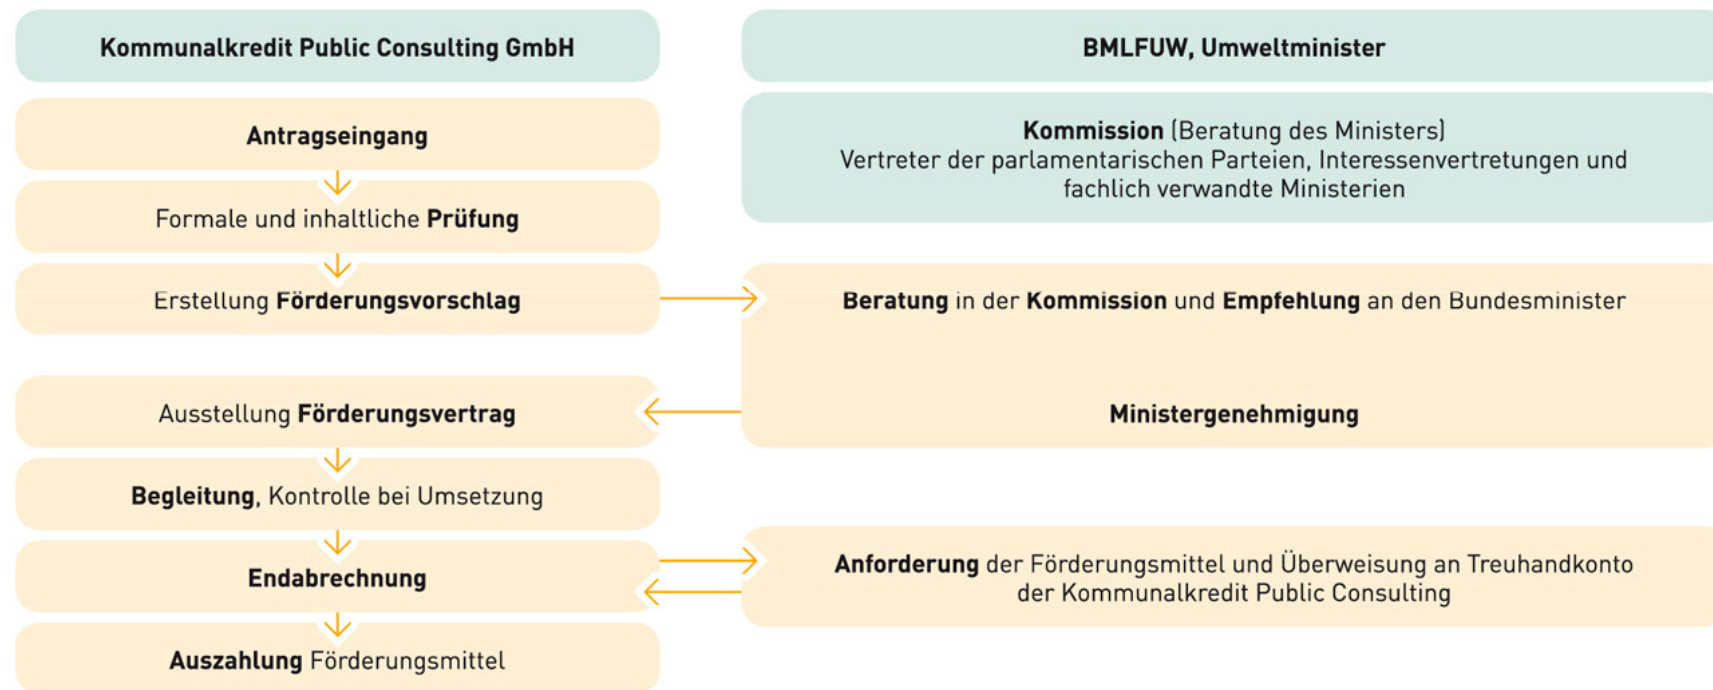 Kommunalkredit Public Consulting GmbH
BMLFUW, Umweltminister
Antragseingang
Kommission (Beratung des Ministers)
Vertreter der parlamentarischen Parteien, Interessenvertretungen und
fachlich verwandte Ministerien
Formale und inhaltliche Prüfung
Erstellung Förderungsvorschlag
Beratung in der Kommission und Empfehlung an den Bundesminister
Ausstellung Förderungsvertrag
Ministergenehmigung
Begleitung, Kontrolle bei Umsetzung
Endabrechnung
Anforderung der Förderungsmittel und Überweisung an Treuhandkonto
der Kommunalkredit Public Consulting
Auszahlung Förderungsmittel